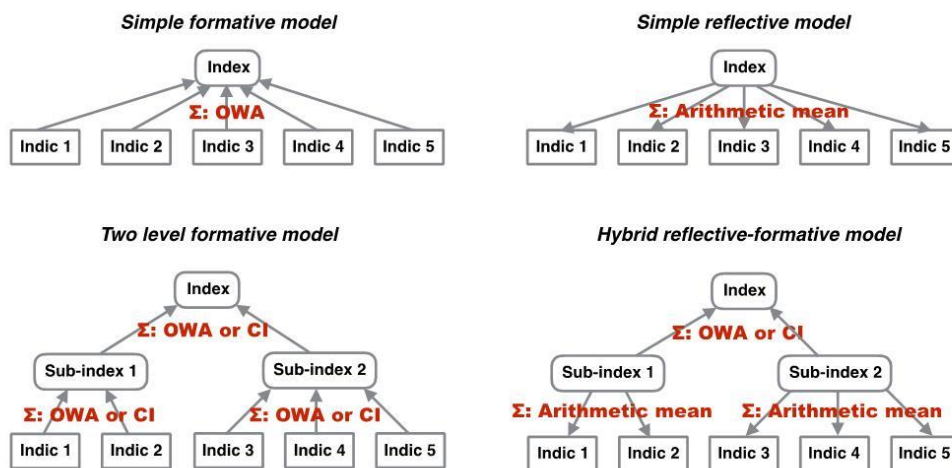 Simple formative model
Index
Σ: OWA
Indic 1 Indic 2 Indic 3 Indic 4 Indic 5
Simple reflective model
Index
Σ: Arithmetic mean
Indic 1 Indic 2 Indic 3 Indic 4 Indic 5
Two level formative model
Index
Σ: OWA or CI
Sub-index 1 Sub-index 2
Σ: OWA or CI Σ: OWA or CI
Indic 1 Indic 2 Indic 3 Indic 4 Indic 5
Hybrid reflective-formative model
Index
Σ: OWA or CI
Sub-index 1 Sub-index 2
Σ: Arithmetic mean Σ: Arithmetic mean
Indic 1 Indic 2 Indic 3 Indic 4 Indic 5